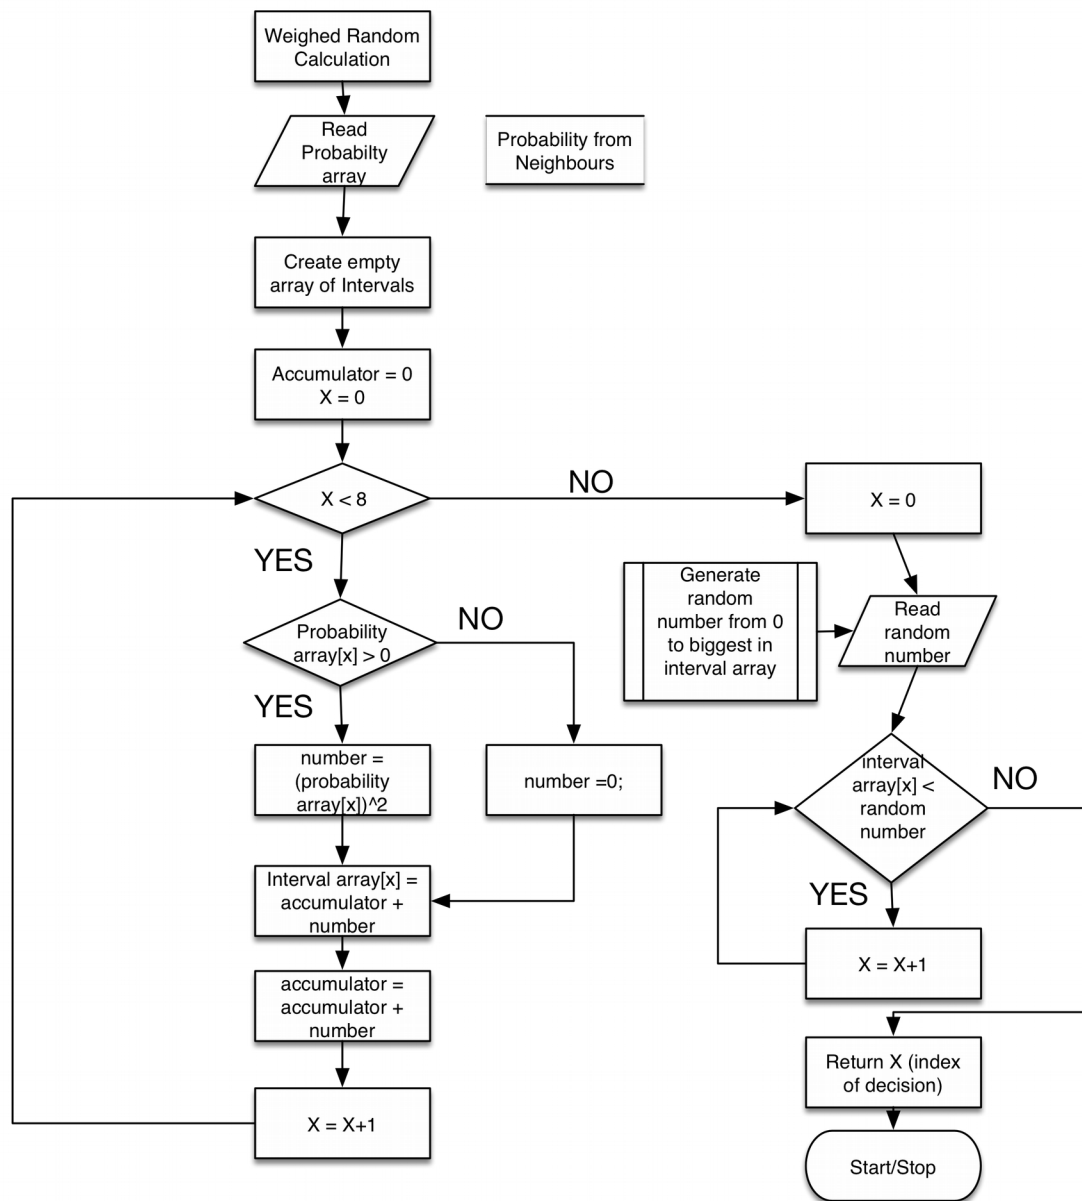 Weighed Random
Calculation
Read
Probabilty
array
Probability from
Neighbours
Create empty
array of Intervals
Accumulator = 0
X = 0
X < 8
NO
X = 0
YES
Generate
random
number from 0
to biggest in
interval array
Read
random
number
Probability
array[x] > 0
NO
YES
number =
(probability
array[x])^2
number =0;
interval
array[x] <
random
number
NO
YES
Interval array[x] =
accumulator +
number
X = X+1
accumulator =
accumulator +
number
Return X (index
of decision)
X = X+1
Start/Stop